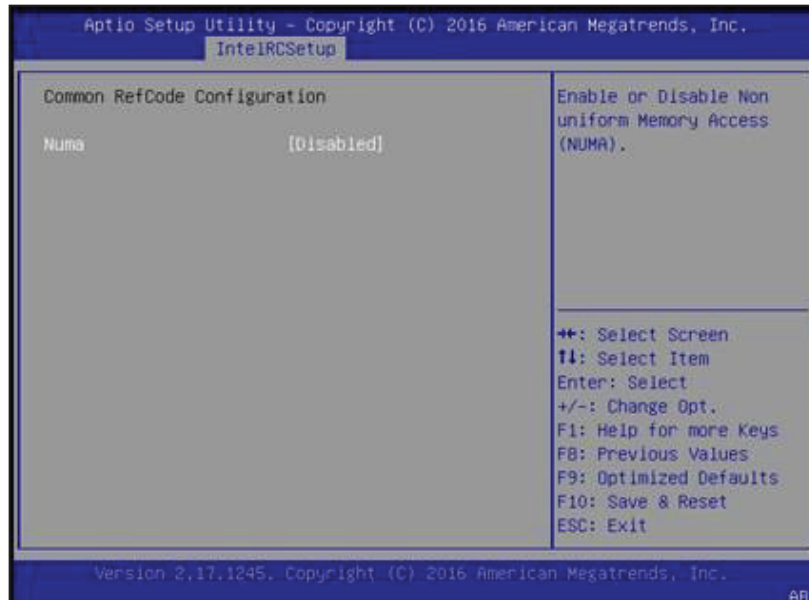 Aptio Setup Utility – Copyright (C) 2016 American Megatrends, Inc.
IntelRCSetup
Common RefCode Configuration
Numa [Disabled]
Enable or Disable Non
uniform Memory Access
(NUMA).
→←: Select Screen
↑↓: Select Item
Enter: Select
+/-: Change Opt.
F1: Help for more Keys
F8: Previous Values
F9: Optimized Defaults
F10: Save & Reset
ESC: Exit
Version 2.17.1245. Copyright (C) 2016 American Megatrends, Inc.